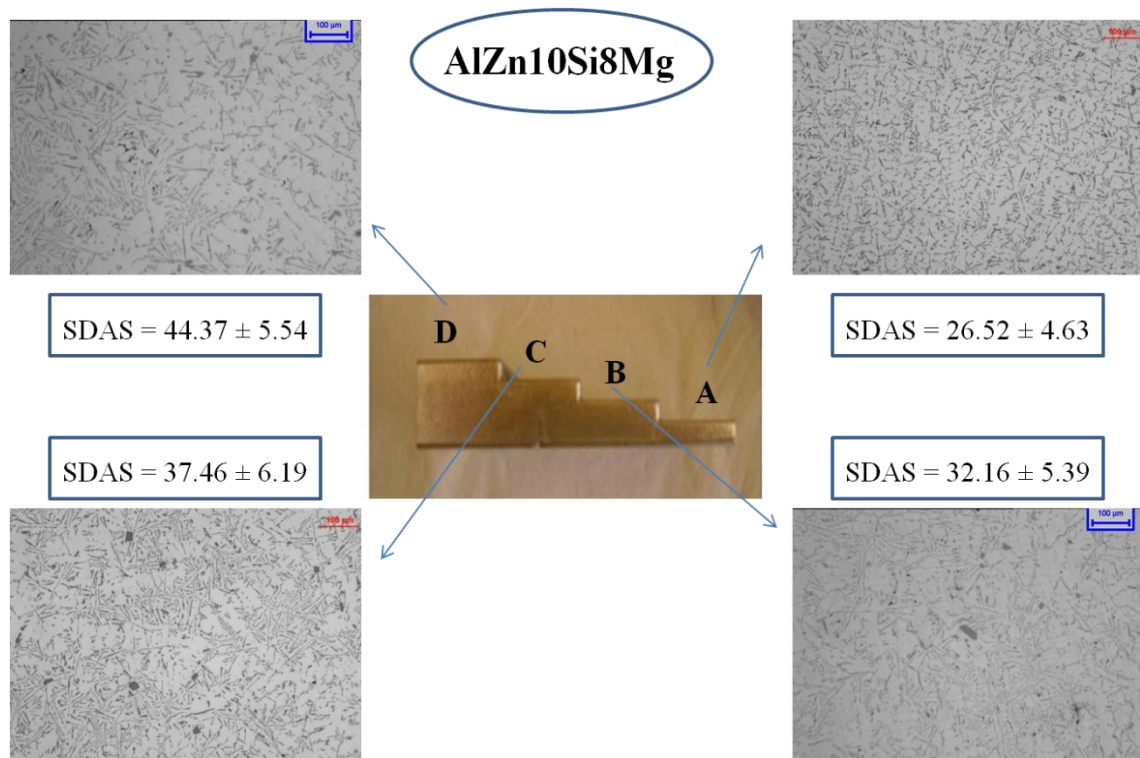 100 µm
AlZn10Si8Mg
100 µm
SDAS = 44.37 ± 5.54
SDAS = 26.52 ± 4.63
D
C
B
A
SDAS = 37.46 ± 6.19
SDAS = 32.16 ± 5.39
100 µm
100 µm